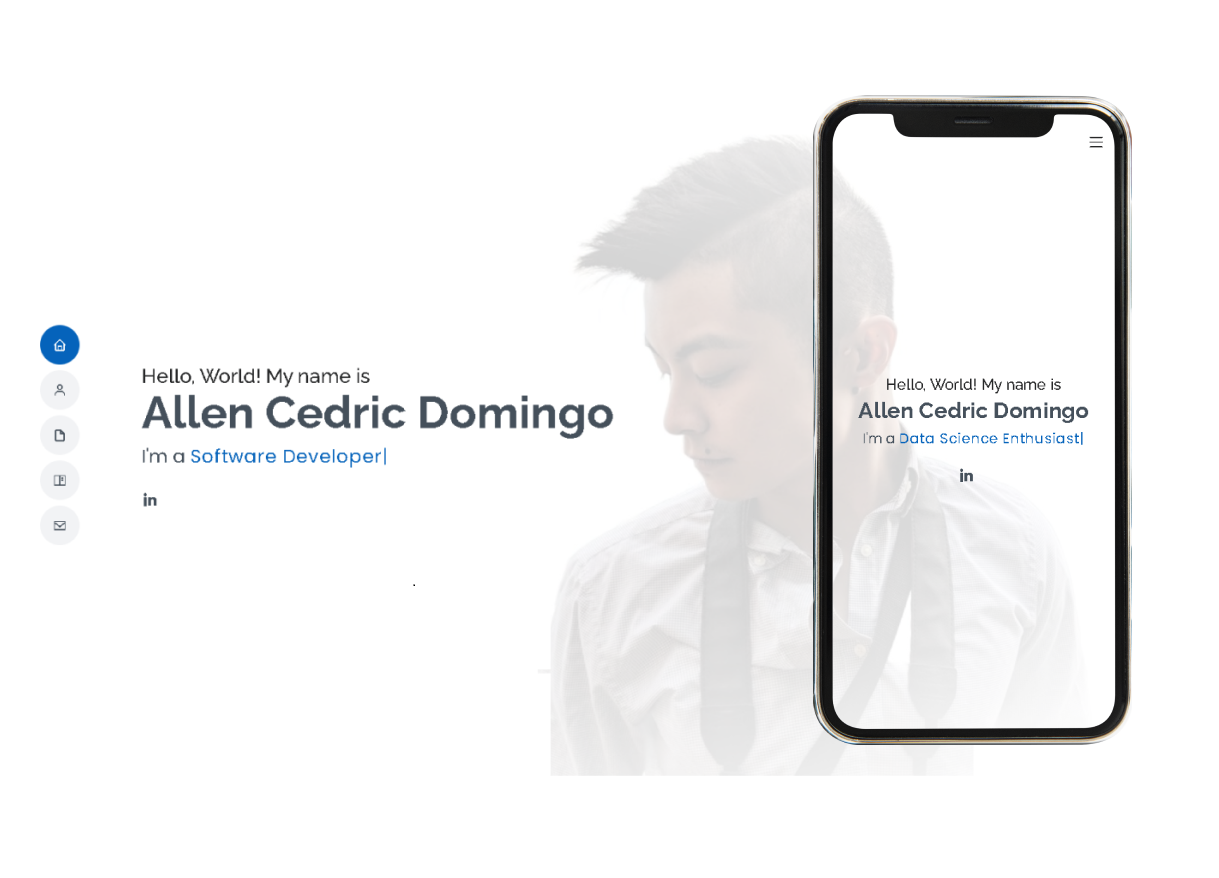 Hello, World! My name is
Allen Cedric Domingo
I'm a Software Developer|
in
Hello, World! My name is
Allen Cedric Domingo
I'm a Data Science Enthusiast|
in